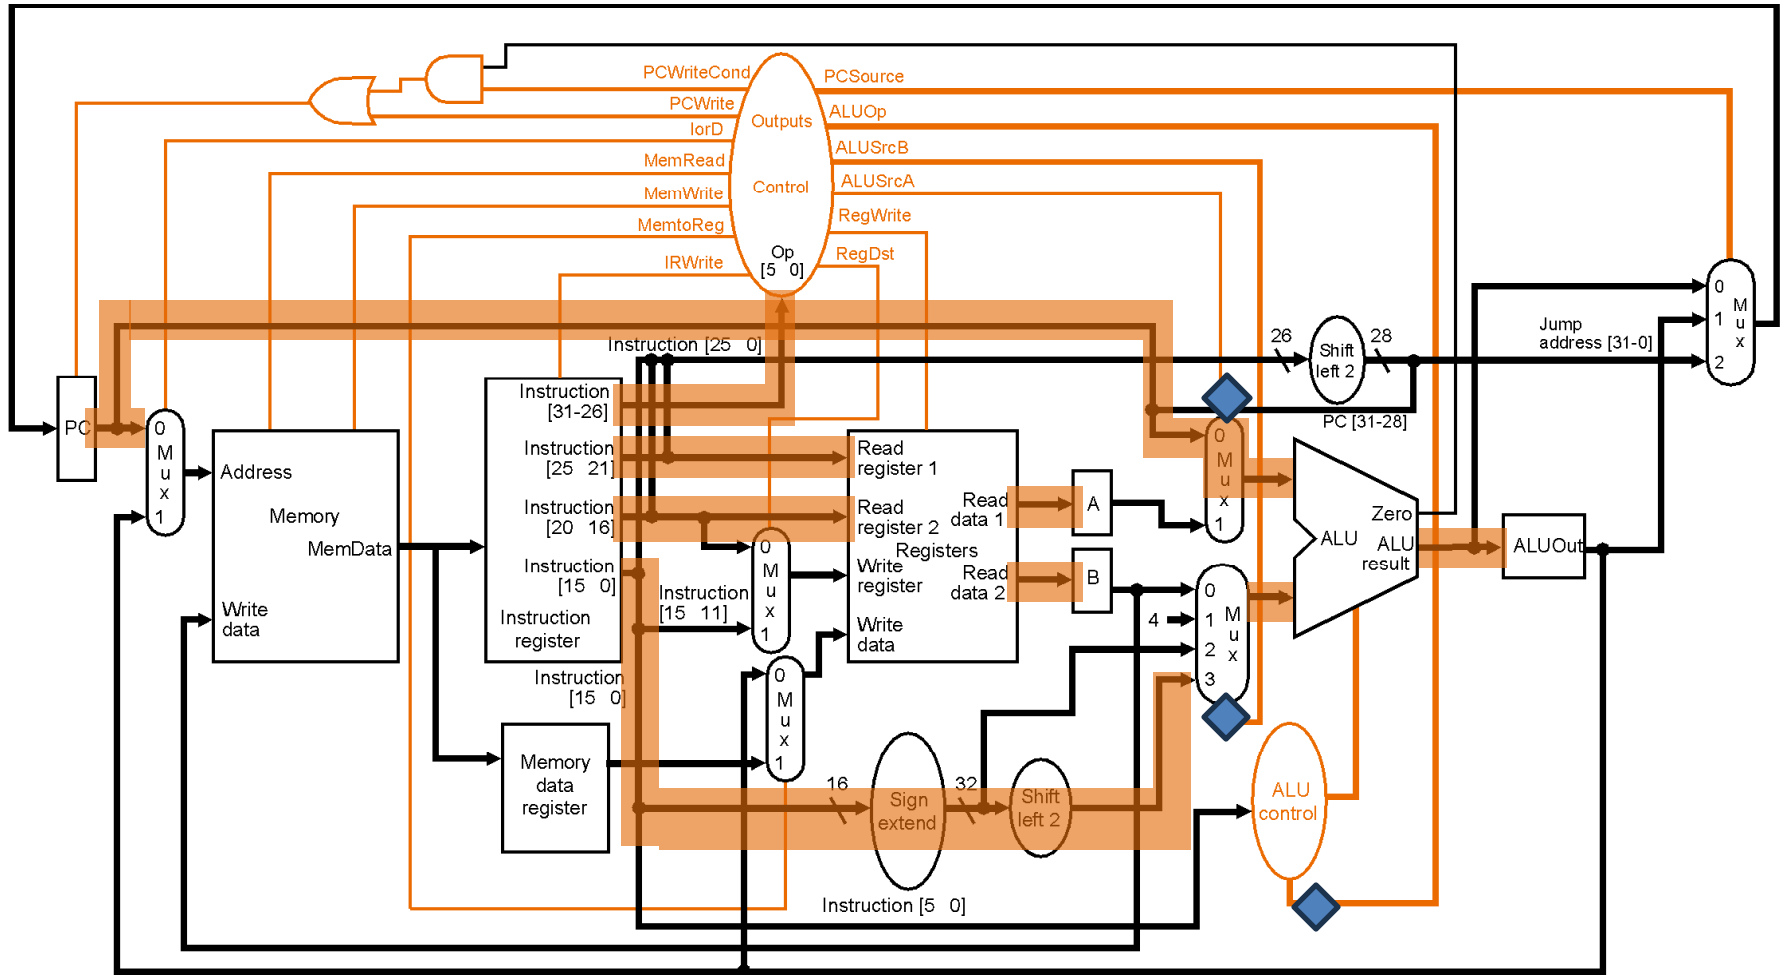 PCWriteCond
PCSource
PCWrite
ALUOp
Outputs
IorD
ALUSrcB
MemRead
Control
ALUSrcA
MemWrite
RegWrite
MemtoReg
Op
[5 0]
RegDst
IRWrite
0
1
2
M
u
x
Jump
address [31-0]
Instruction [25 0]
26
Shift
left 2
28
PC [31-28]
PC
0
M
u
x
1
Address
Memory
MemData
Write
data
Instruction
[31-26]
Instruction
[25 21]
Instruction
[20 16]
Instruction
[15 0]
Instruction
register
Instruction
[15 0]
Instruction
[15 11]
0
M
u
x
1
0
M
u
x
1
Memory
data
register
Read
register 1
Read
register 2
Registers
Write
register
Write
data
Read
data 1
Read
data 2
A
B
0
M
u
x
1
4
0
1
2
3
M
u
x
Zero
ALU
ALU
result
ALUOut
16
Sign
extend
32
Shift
left 2
ALU
control
Instruction [5 0]